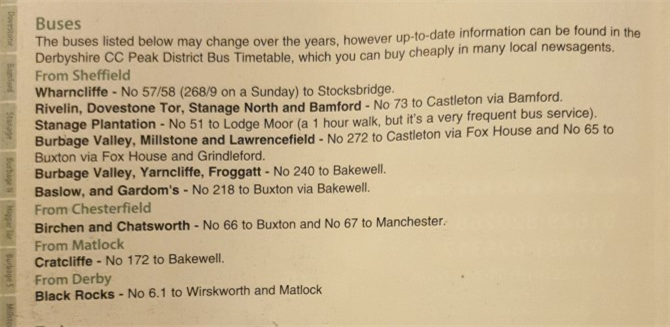 Buses
The buses listed below may change over the years, however up-to-date information can be found in the
Derbyshire CC Peak District Bus Timetable, which you can buy cheaply in many local newsagents.
From Sheffield
Wharncliffe - No 57/58 (268/9 on a Sunday) to Stocksbridge.
Rivelin, Dovestone Tor, Stanage North and Bamford - No 73 to Castleton via Bamford.
Stanage Plantation - No 51 to Lodge Moor (a 1 hour walk, but it's a very frequent bus service).
Burbage Valley, Millstone and Lawrencefield - No 272 to Castleton via Fox House and No 65 to
Buxton via Fox House and Grindleford.
Burbage Valley, Yarncliffe, Froggatt - No 240 to Bakewell.
Baslow, and Gardom's - No 218 to Buxton via Bakewell.
From Chesterfield
Birchen and Chatsworth - No 66 to Buxton and No 67 to Manchester.
From Matlock
Cratcliffe - No 172 to Bakewell.
From Derby
Black Rocks - No 6.1 to Wirskworth and Matlock
Dovestone
Bamford
Stanage
Burbage N
Higgar Tor
Burbage S